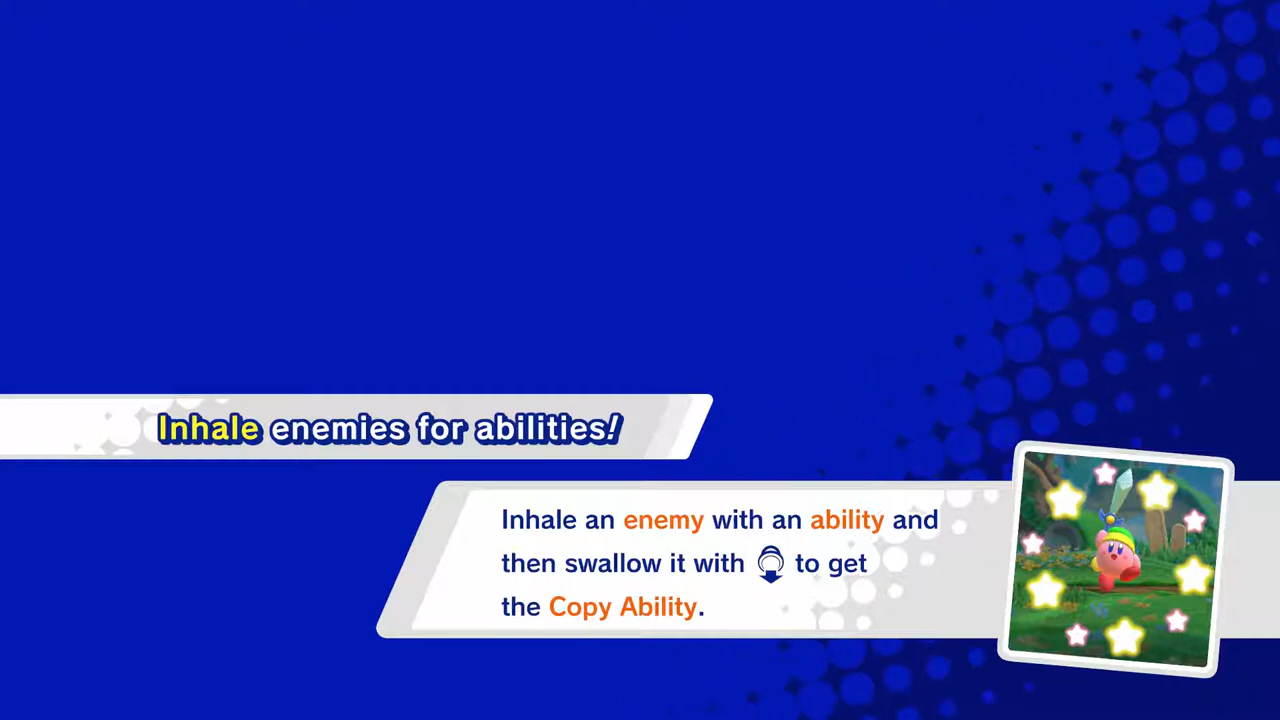 Inhale enemies for abilities!
Inhale an enemy with an ability and
then swallow it with to get
the Copy Ability.